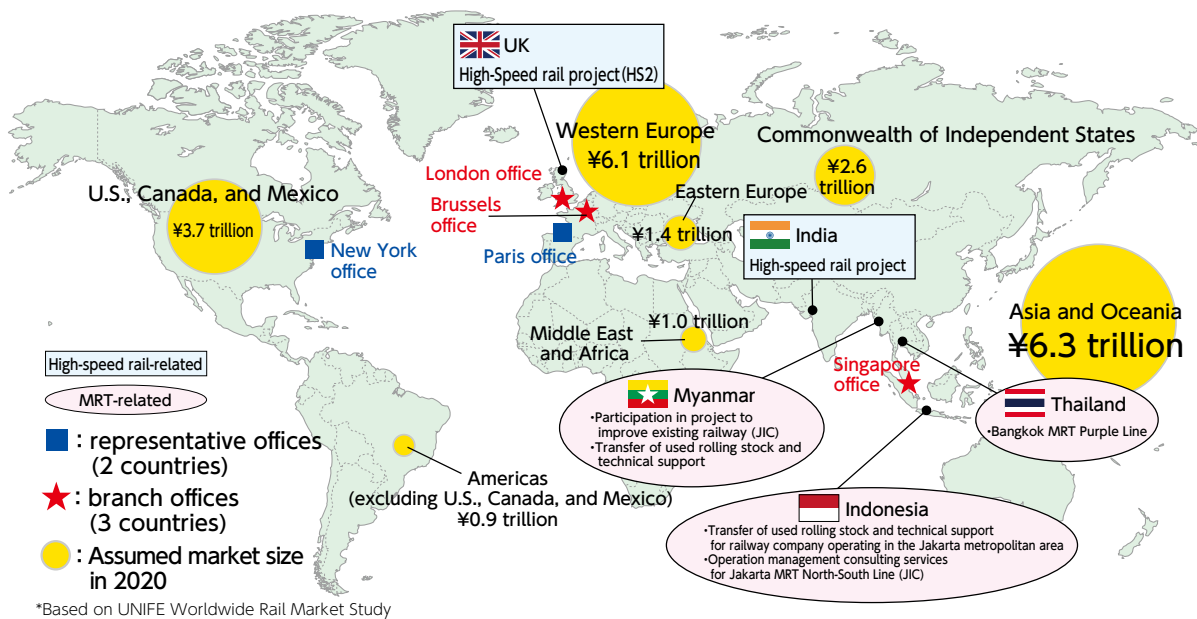 UK
High-Speed rail project (HS2)
Western Europe
¥6.1 trillion
Commonwealth of Independent States
¥2.6
trillion
London office
Brussels
office
Eastern Europe
¥1.4 trillion
Paris office
U.S., Canada, and Mexico
¥3.7 trillion
New York
office
India
High-speed rail project
Asia and Oceania
¥6.3 trillion
¥1.0 trillion
Middle East
and Africa
Singapore
office
Myanmar
・Participation in project to
improve existing railway (JIC)
・Transfer of used rolling stock and
technical support
Thailand
・Bangkok MRT Purple Line
Indonesia
・Transfer of used rolling stock and technical support
for railway company operating in the Jakarta metropolitan area
・Operation management consulting services
for Jakarta MRT North-South Line (JIC)
Americas
(excluding U.S., Canada, and Mexico)
¥0.9 trillion
High-speed rail-related
MRT-related
: representative offices
(2 countries)
: branch offices
(3 countries)
: Assumed market size
in 2020
*Based on UNIFE Worldwide Rail Market Study